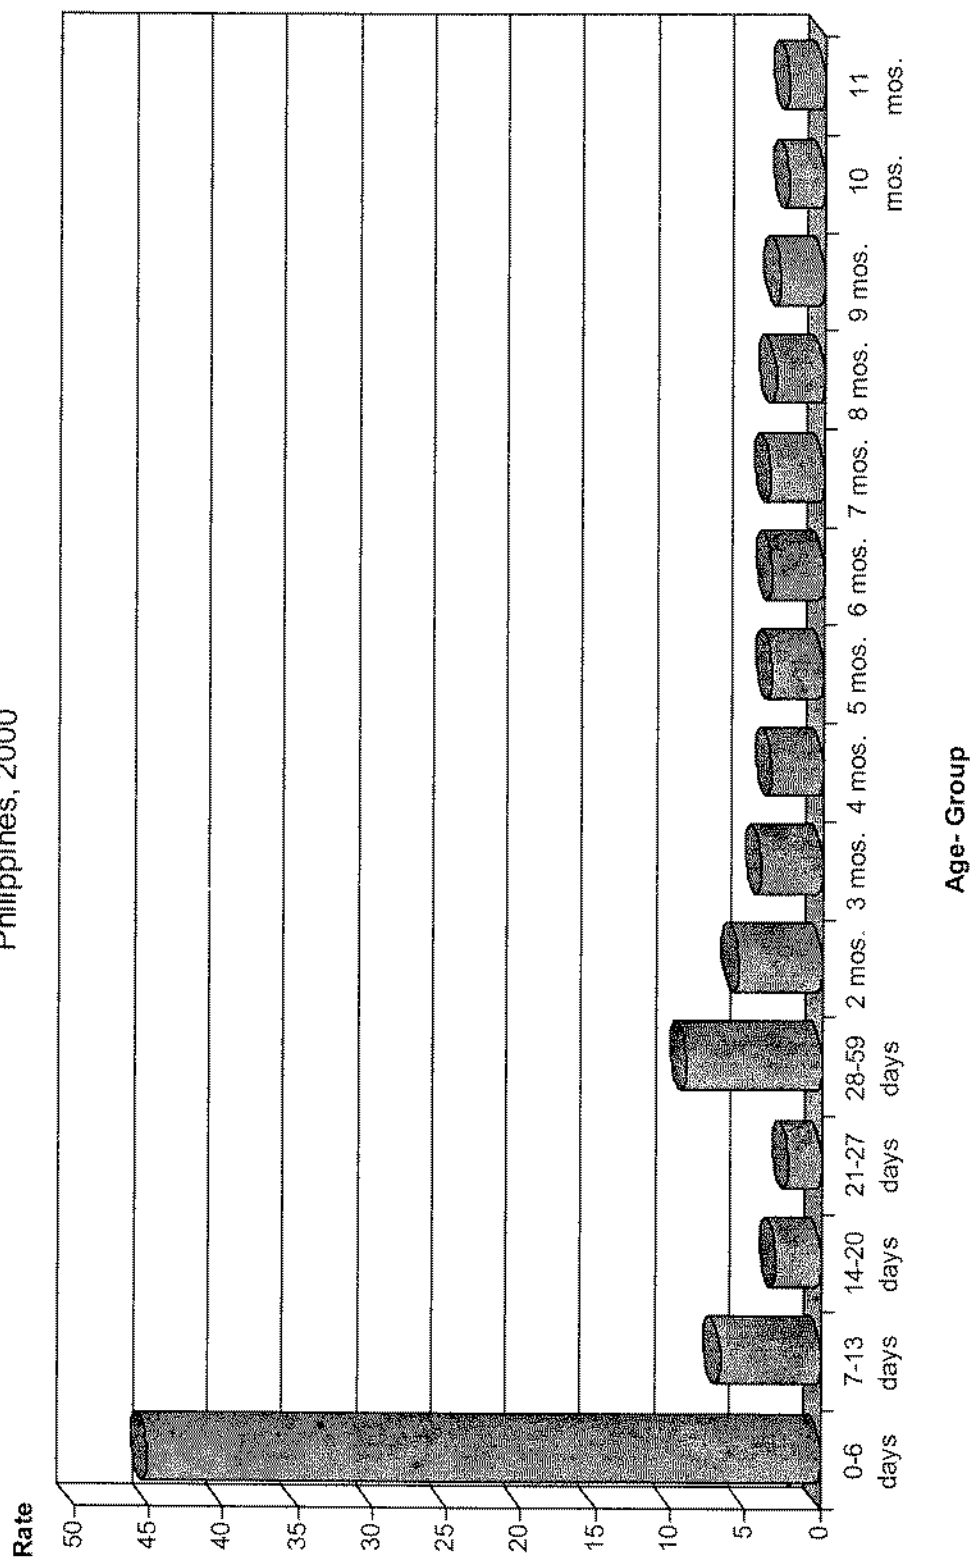 Philippines, 2000
Rate
50
45
40
35
30
25
20
15
10
5
0
0-6 days
7-13 days
14-20 days
21-27 days
28-59 days
2 mos.
3 mos.
4 mos.
5 mos.
6 mos.
7 mos.
8 mos.
9 mos.
10 mos.
11 mos.
Age- Group